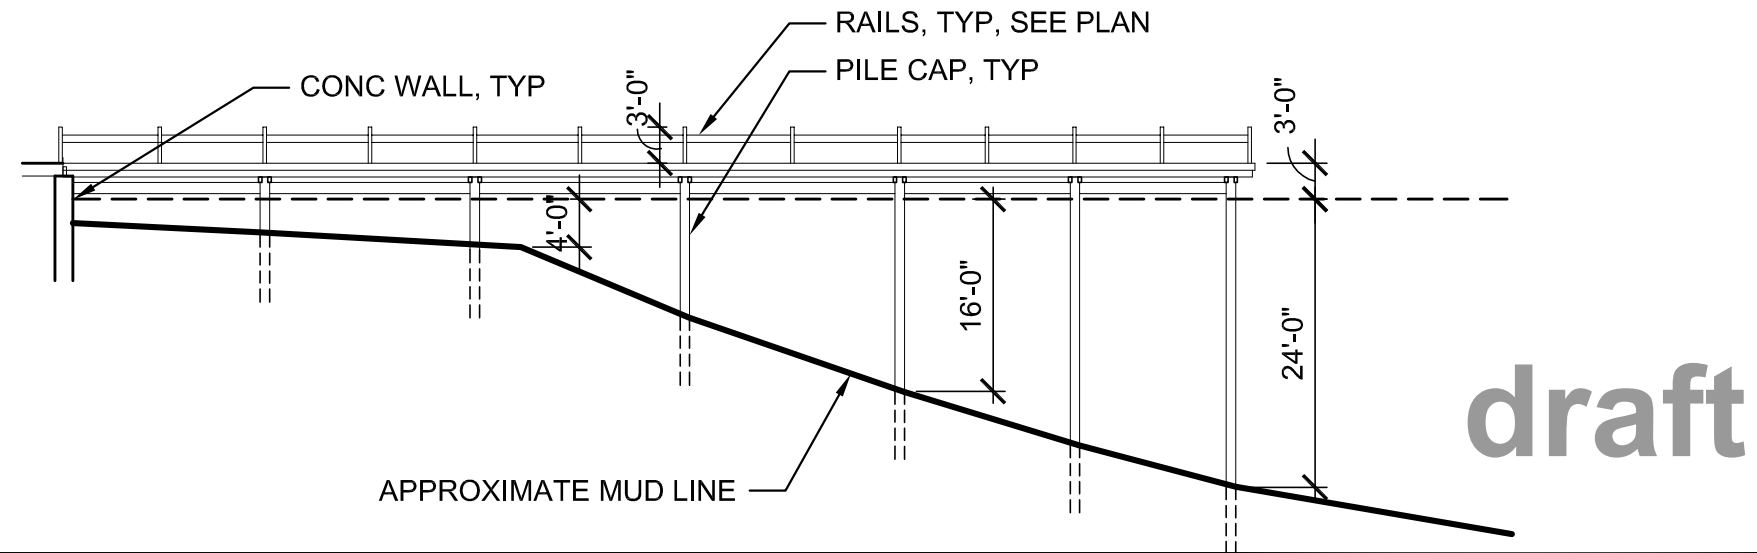 RAILS, TYP, SEE PLAN
PILE CAP, TYP
CONC WALL, TYP
3'-0"
3'-0"
4'-0"
16'-0"
24'-0"
draft
APPROXIMATE MUD LINE